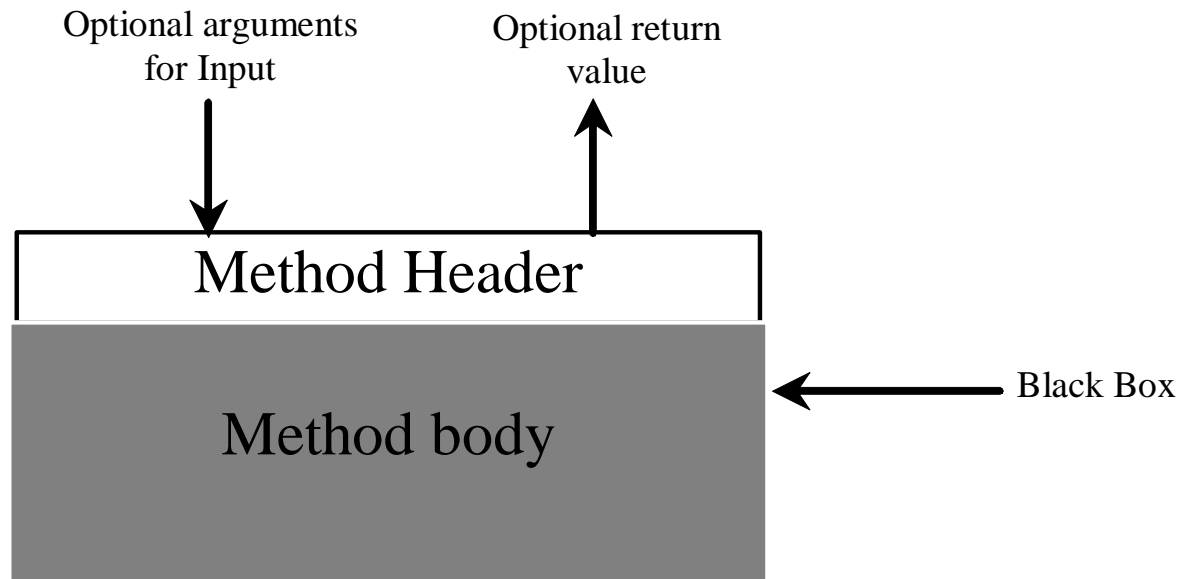 Optional arguments
for Input
Optional return
value
Method Header
Black Box
Method body